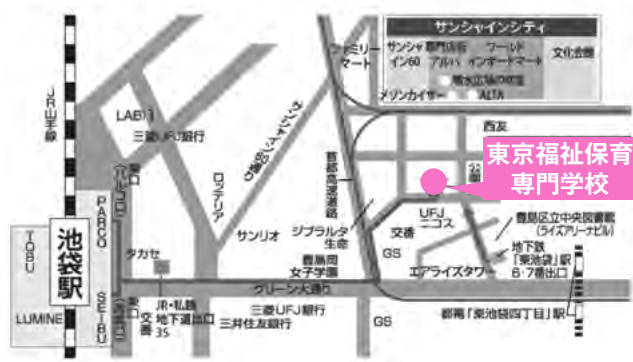 サンシャインシティ
ファミリーマート
サンシャイン60
専門店街
アルパ
ワールド
インポートマート
文化会館
噴水広場
メゾンカイザー
ALTA
JR山手線
LABI
三菱UFJ銀行
サンシャイン60通り
ロッテリア
首都高速道路
西友
公園
東京福祉保育
専門学校
東口
(パルコ口)
PARCO
TOBU
池袋駅
タカセ
サンリオ
ジブラルタ
生命
交番
UFJ
ニコス
豊島区立中央図書館
(ライズアリーナビル)
GS
豊島岡
女子学園
地下鉄
「東池袋」駅
6・7番出口
エアライズタワー
グリーン大通り
SEIBU
LUMINE
東口
交番
JR・私鉄
地下道出口
35
三菱UFJ銀行
三井住友銀行
GS
都電「東池袋四丁目」駅